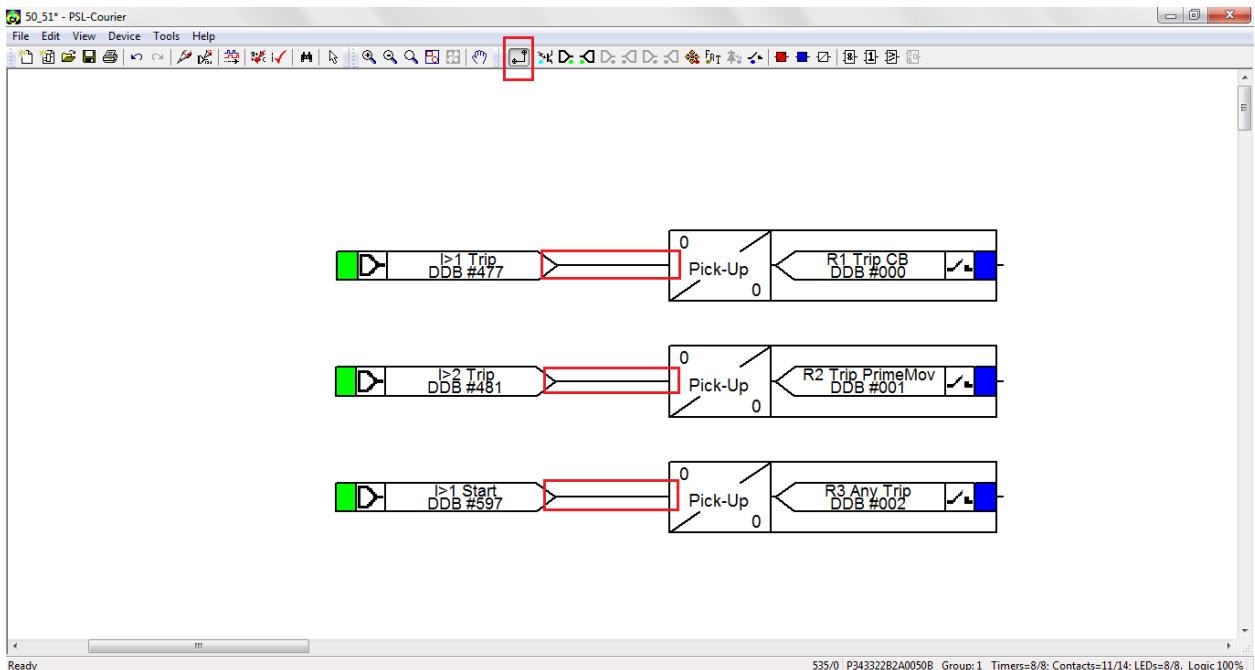 50_51* - PSL-Courier
File Edit View Device Tools Help
0
I>1 Trip
DDB #477
Pick-Up
0
R1 Trip CB
DDB #000
0
I>2 Trip
DDB #481
Pick-Up
0
R2 Trip PrimeMov
DDB #001
0
I>1 Start
DDB #597
Pick-Up
0
R3 Any Trip
DDB #002
Ready
535/0 P343322B2A0050B Group: 1 Timers=8/8: Contacts=11/14: LEDs=8/8. Logic 100%